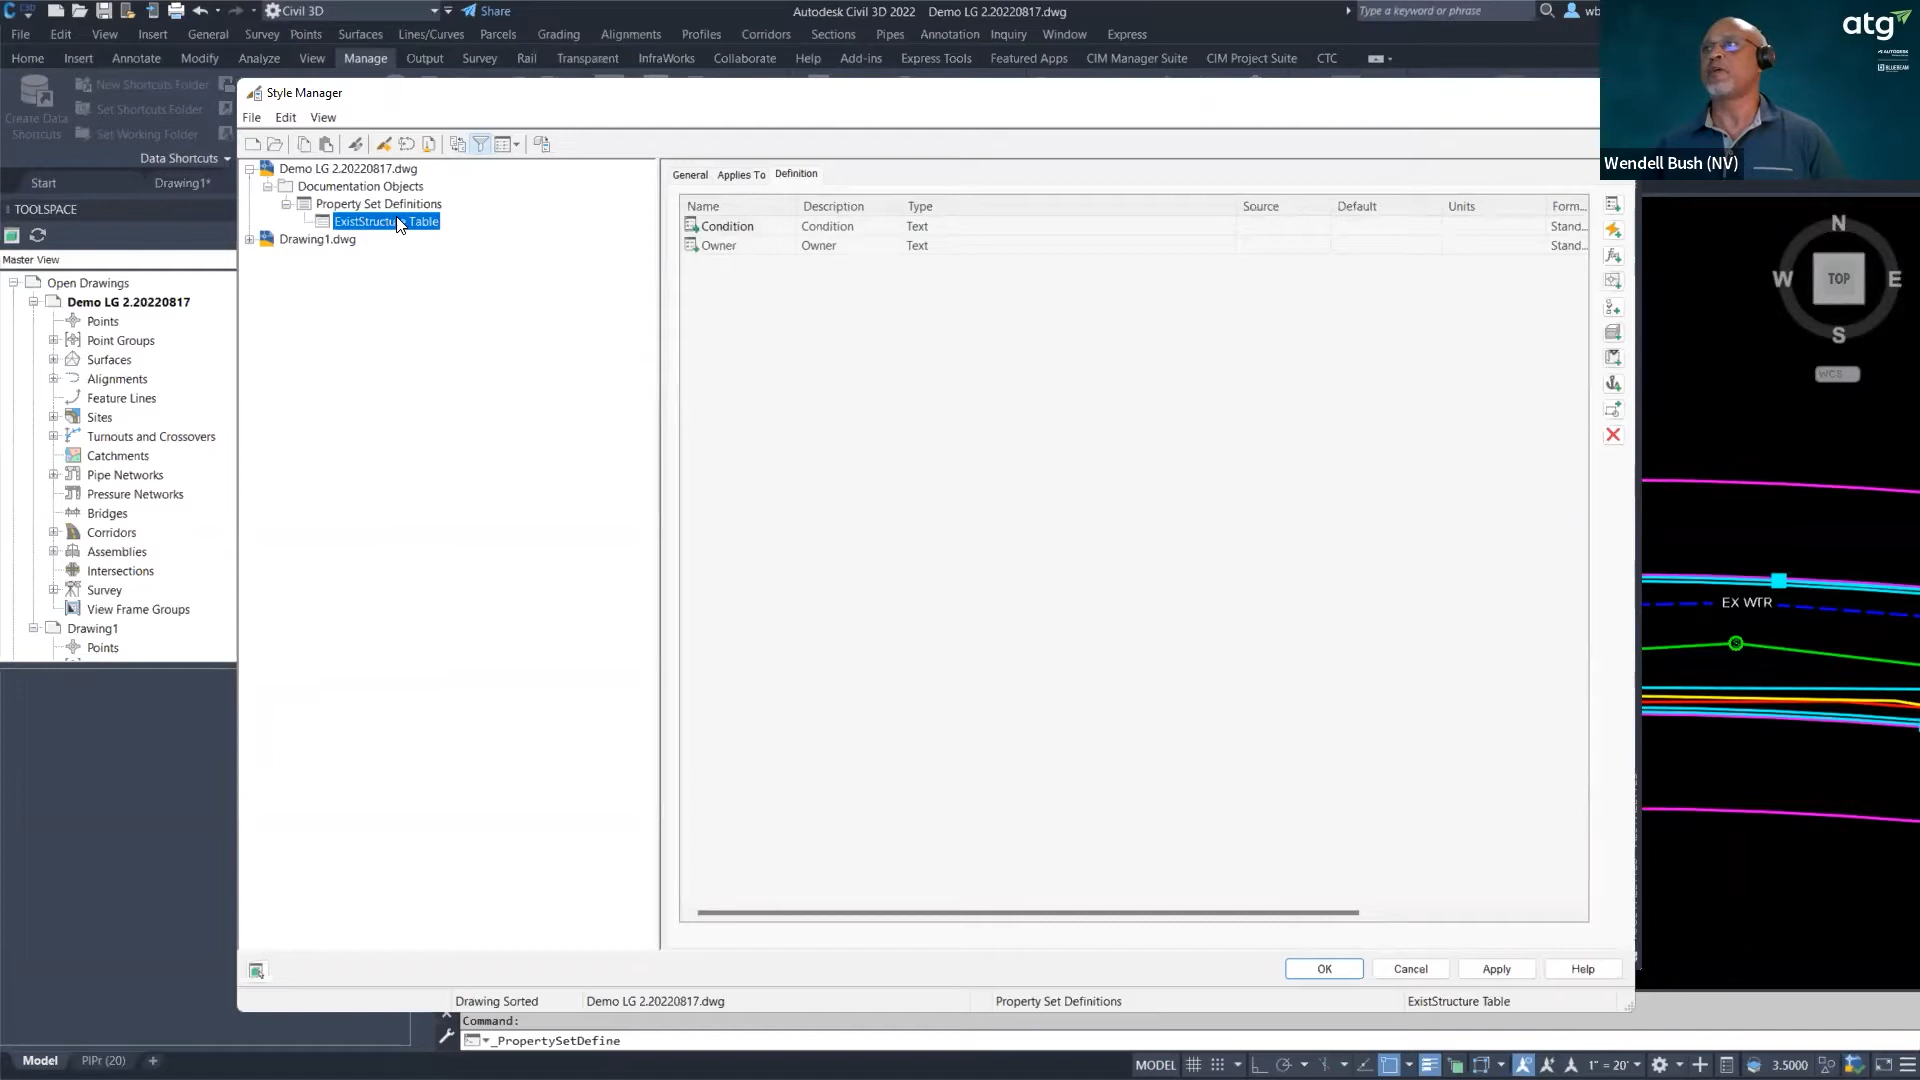 Civil 3D
Share
Autodesk Civil 3D 2022 Demo LG 2.20220817.dwg
Type a keyword or phrase
wb
atg
AUTODESK
BLUEBEAM
File Edit View Insert General Survey Points Surfaces Lines/Curves Parcels Grading Alignments Profiles Corridors Sections Pipes Annotation Inquiry Window Express
Home Insert Annotate Modify Analyze View Manage Output Survey Rail Transparent InfraWorks Collaborate Help Add-ins Express Tools Featured Apps CIM Manager Suite CIM Project Suite CTC
Create Data Shortcuts
New Shortcuts Folder
Set Shortcuts Folder
Set Working Folder
Data Shortcuts
Start Drawing1*
Wendell Bush (NV)
Style Manager
File Edit View
TOOLSPACE
Master View
Open Drawings
Demo LG 2.20220817
Points
Point Groups
Surfaces
Alignments
Feature Lines
Sites
Turnouts and Crossovers
Catchments
Pipe Networks
Pressure Networks
Bridges
Corridors
Assemblies
Intersections
Survey
View Frame Groups
Drawing1
Points
Demo LG 2.20220817.dwg
Documentation Objects
Property Set Definitions
ExistStructure Table
Drawing1.dwg
General Applies To Definition
Name Description Type Source Default Units Form...
Condition Condition Text Stand...
Owner Owner Text Stand...
N
W TOP E
S
WCS
EX WTR
OK Cancel Apply Help
Drawing Sorted Demo LG 2.20220817.dwg Property Set Definitions ExistStructure Table
Command:
_PropertySetDefine
Model PIPr (20) +
MODEL 1" = 20' 3.5000